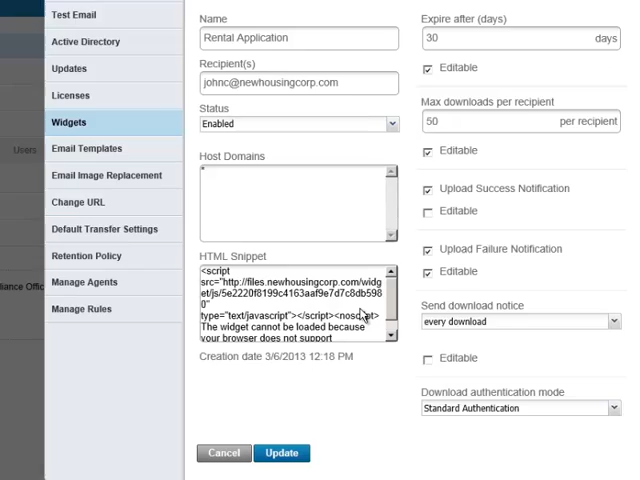 Test Email
Active Directory
Updates
Licenses
Widgets
Email Templates
Email Image Replacement
Change URL
Default Transfer Settings
Retention Policy
Manage Agents
Manage Rules
Users
liance Offic
Name
Rental Application
Recipient(s)
johnc@newhousingcorp.com
Status
Enabled
Host Domains
*
HTML Snippet
<script
src="http://files.newhousingcorp.com/widg
et/js/5e2220f8199c4163aaf9e7d7c8db598
0"
type="text/javascript"></script><noscript>
The widget cannot be loaded because
your browser does not support
Creation date 3/6/2013 12:18 PM
Cancel
Update
Expire after (days)
30 days
Editable
Max downloads per recipient
50 per recipient
Editable
Upload Success Notification
Editable
Upload Failure Notification
Editable
Send download notice
every download
Editable
Download authentication mode
Standard Authentication